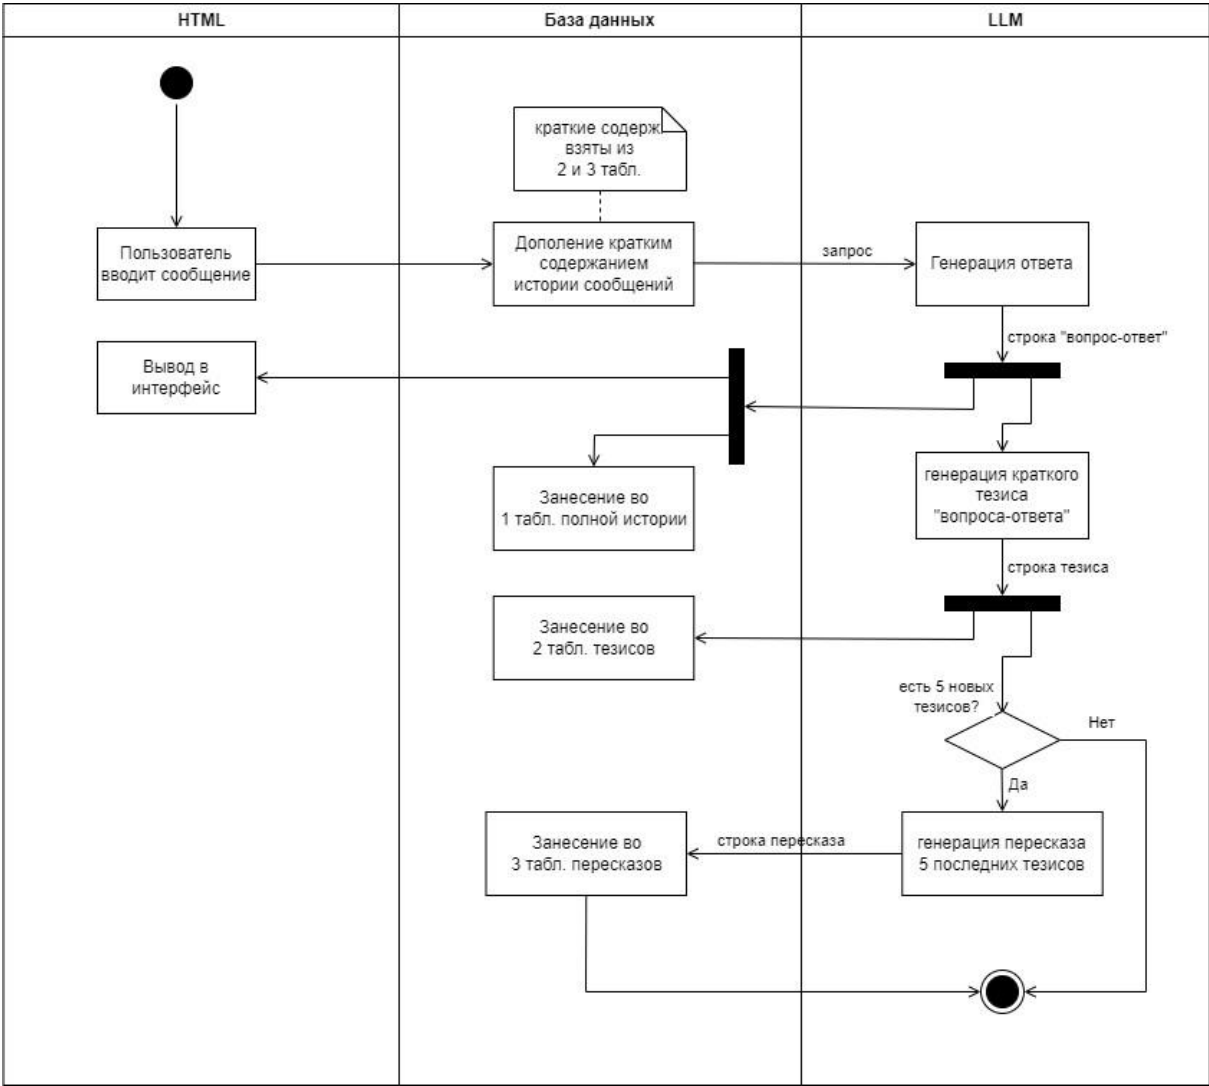 HTML
База данных
LLM
краткие содерж.
взяты из
2 и 3 табл.
Пользователь
вводит сообщение
Дополение кратким
содержанием
истории сообщений
запрос
Генерация ответа
строка "вопрос-ответ"
Вывод в
интерфейс
генерация краткого
тезиса
"вопроса-ответа"
Занесение во
1 табл. полной истории
строка тезиса
Занесение во
2 табл. тезисов
есть 5 новых
тезисов?
Нет
Да
Занесение во
3 табл. пересказов
строка пересказа
генерация пересказа
5 последних тезисов